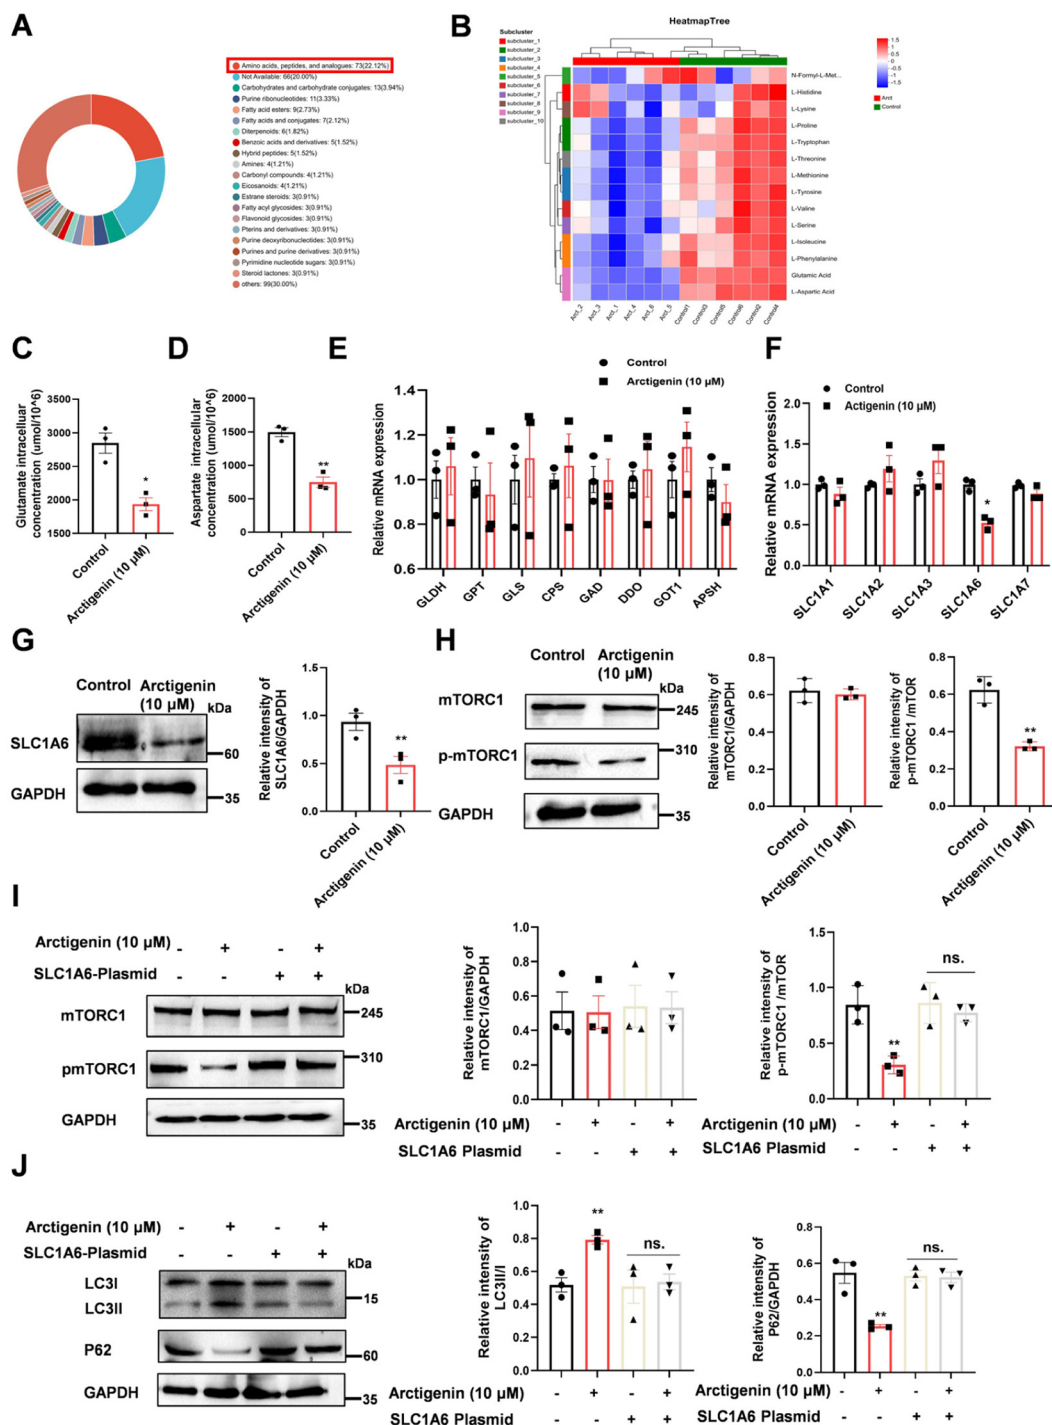 A
Amino acids, peptides, and analogues: 73(22.12%)
Not Available: 66(20.00%)
Carbohydrates and carbohydrate conjugates: 13(3.94%)
Purine ribonucleotides: 11(3.33%)
Fatty acid esters: 9(2.73%)
Fatty acids and conjugates: 7(2.12%)
Diterpenoids: 6(1.82%)
Benzoic acids and derivatives: 5(1.52%)
Hybrid peptides: 5(1.52%)
Amines: 4(1.21%)
Carbonyl compounds: 4(1.21%)
Eicosanoids: 4(1.21%)
Estrane steroids: 3(0.91%)
Fatty acyl glycosides: 3(0.91%)
Flavonoid glycosides: 3(0.91%)
Pterins and derivatives: 3(0.91%)
Purine deoxyribonucleotides: 3(0.91%)
Purines and purine derivatives: 3(0.91%)
Pyrimidine nucleotide sugars: 3(0.91%)
Steroid lactones: 3(0.91%)
others: 99(30.00%)
B
HeatmapTree
Subcluster
subcluster_1
subcluster_2
subcluster_3
subcluster_4
subcluster_5
subcluster_6
subcluster_7
subcluster_8
subcluster_9
subcluster_10
1.5
1
0.5
0
-0.5
-1
-1.5
Arct
Control
N-Formyl-L-Met...
L-Histidine
L-Lysine
L-Proline
L-Tryptophan
L-Threonine
L-Methionine
L-Tyrosine
L-Valine
L-Serine
L-Isoleucine
L-Phenylalanine
Glutamic Acid
L-Aspartic Acid
Arct_2 Arct_3 Arct_1 Arct_4 Arct_6 Arct_5 Control1 Control3 Control5 Control6 Control2 Control4
C
Glutamate intracelluar
concentration (umol/10^6)
3500
3000
2500
2000
1500
*
Control
Arctigenin (10 μM)
D
Aspartate intracelluar
concentration (umol/10^6)
2000
1500
1000
500
0
**
Control
Arctigenin (10 μM)
E
Control
Arctigenin (10 μM)
Relative mRNA expression
1.4
1.2
1.0
0.8
0.6
GLDH GPT GLS CPS GAD DDO GOT1 APSH
F
Control
Actigenin (10 μM)
Relative mRNA expression
2.0
1.5
1.0
0.5
0.0
*
SLC1A1 SLC1A2 SLC1A3 SLC1A6 SLC1A7
G
Control Arctigenin
(10 μM)
kDa
SLC1A6
60
GAPDH
35
Relative intensity of
SLC1A6/GAPDH
1.5
1.0
0.5
0.0
**
Control
Arctigenin (10 μM)
H
Control Arctigenin
(10 μM)
kDa
mTORC1
245
310
p-mTORC1
GAPDH
35
Relative intensity of
mTORC1/GAPDH
0.8
0.6
0.4
0.2
0.0
Control
Arctigenin (10 μM)
Relative intensity of
p-mTORC1 /mTOR
0.8
0.6
0.4
0.2
0.0
**
Control
Arctigenin (10 μM)
I
Arctigenin (10 μM) - + - +
SLC1A6-Plasmid - - + +
kDa
mTORC1
245
310
pmTORC1
GAPDH
35
Relative intensity of
mTORC1/GAPDH
1.0
0.8
0.6
0.4
0.2
0.0
Arctigenin (10 μM) - + - +
SLC1A6 Plasmid - - + +
Relative intensity of
p-mTORC1 /mTOR
1.5
1.0
0.5
0.0
**
ns.
Arctigenin (10 μM) - + - +
SLC1A6 Plasmid - - + +
J
Arctigenin (10 μM) - + - +
SLC1A6-Plasmid - - + +
kDa
LC3I
15
LC3II
P62
60
GAPDH
35
Relative intensity of
LC3II/I
1.0
0.8
0.6
0.4
0.2
0.0
**
ns.
Arctigenin (10 μM) - + - +
SLC1A6 Plasmid - - + +
Relative intensity of
P62/GAPDH
0.8
0.6
0.4
0.2
0.0
**
ns.
Arctigenin (10 μM) - + - +
SLC1A6 Plasmid - - + +